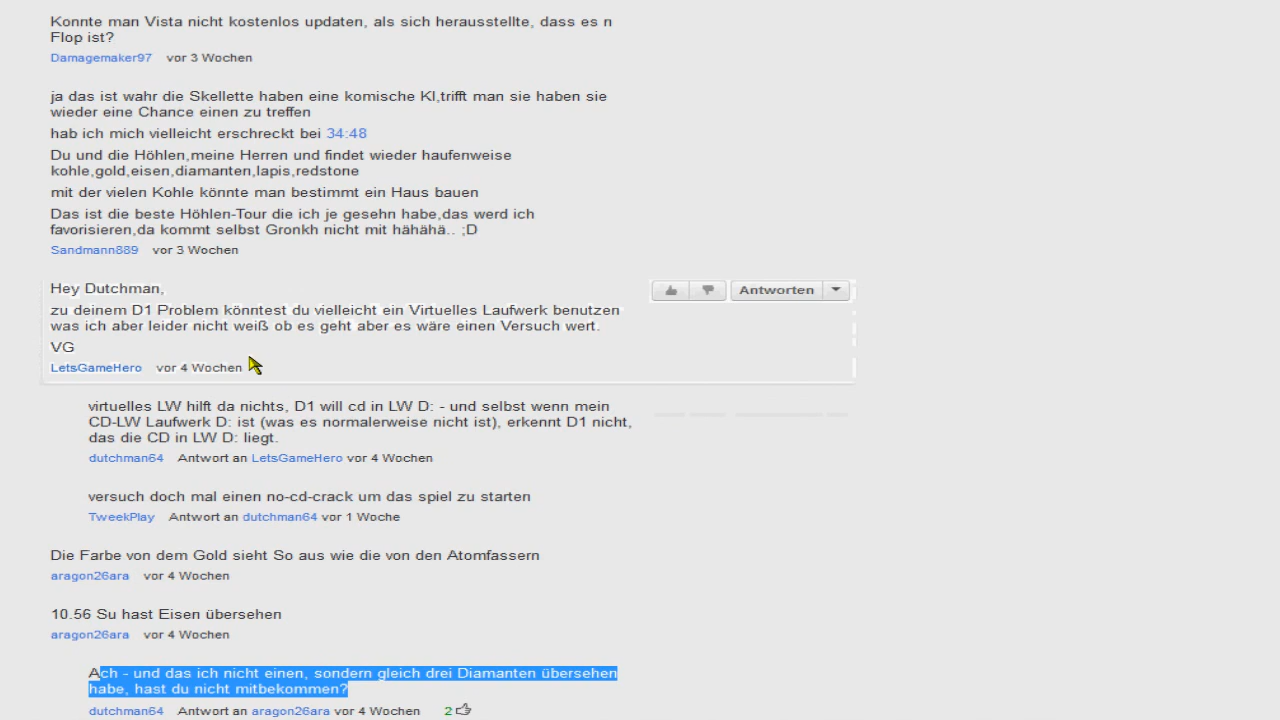 Konnte man Vista nicht kostenlos updaten, als sich herausstellte, dass es n
Flop ist?
Damagemaker97 vor 3 Wochen
ja das ist wahr die Skellette haben eine komische KI,trifft man sie haben sie
wieder eine Chance einen zu treffen
hab ich mich vielleicht erschreckt bei 34:48
Du und die Höhlen,meine Herren und findet wieder haufenweise
kohle,gold,eisen,diamanten,lapis,redstone
mit der vielen Kohle könnte man bestimmt ein Haus bauen
Das ist die beste Höhlen-Tour die ich je gesehn habe,das werd ich
favorisieren,da kommt selbst Gronkh nicht mit hähähä.. ;D
Sandmann889 vor 3 Wochen
Hey Dutchman,
Antworten
zu deinem D1 Problem könntest du vielleicht ein Virtuelles Laufwerk benutzen
was ich aber leider nicht weiß ob es geht aber es wäre einen Versuch wert.
VG
LetsGameHero vor 4 Wochen
virtuelles LW hilft da nichts, D1 will cd in LW D: - und selbst wenn mein
CD-LW Laufwerk D: ist (was es normalerweise nicht ist), erkennt D1 nicht,
das die CD in LW D: liegt.
dutchman64 Antwort an LetsGameHero vor 4 Wochen
versuch doch mal einen no-cd-crack um das spiel zu starten
TweekPlay Antwort an dutchman64 vor 1 Woche
Die Farbe von dem Gold sieht So aus wie die von den Atomfassern
aragon26ara vor 4 Wochen
10.56 Su hast Eisen übersehen
aragon26ara vor 4 Wochen
Ach - und das ich nicht einen, sondern gleich drei Diamanten übersehen
habe, hast du nicht mitbekommen?
dutchman64 Antwort an aragon26ara vor 4 Wochen 2